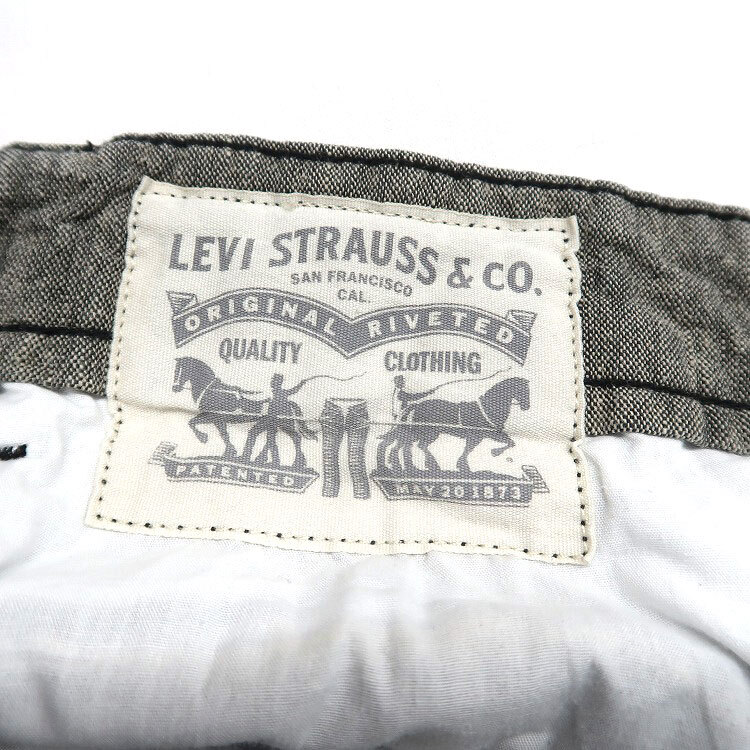 LEVI STRAUSS & CO.
SAN FRANCISCO
CAL.
ORIGINAL RIVETED
QUALITY CLOTHING
PATENTED MAY 20 1873